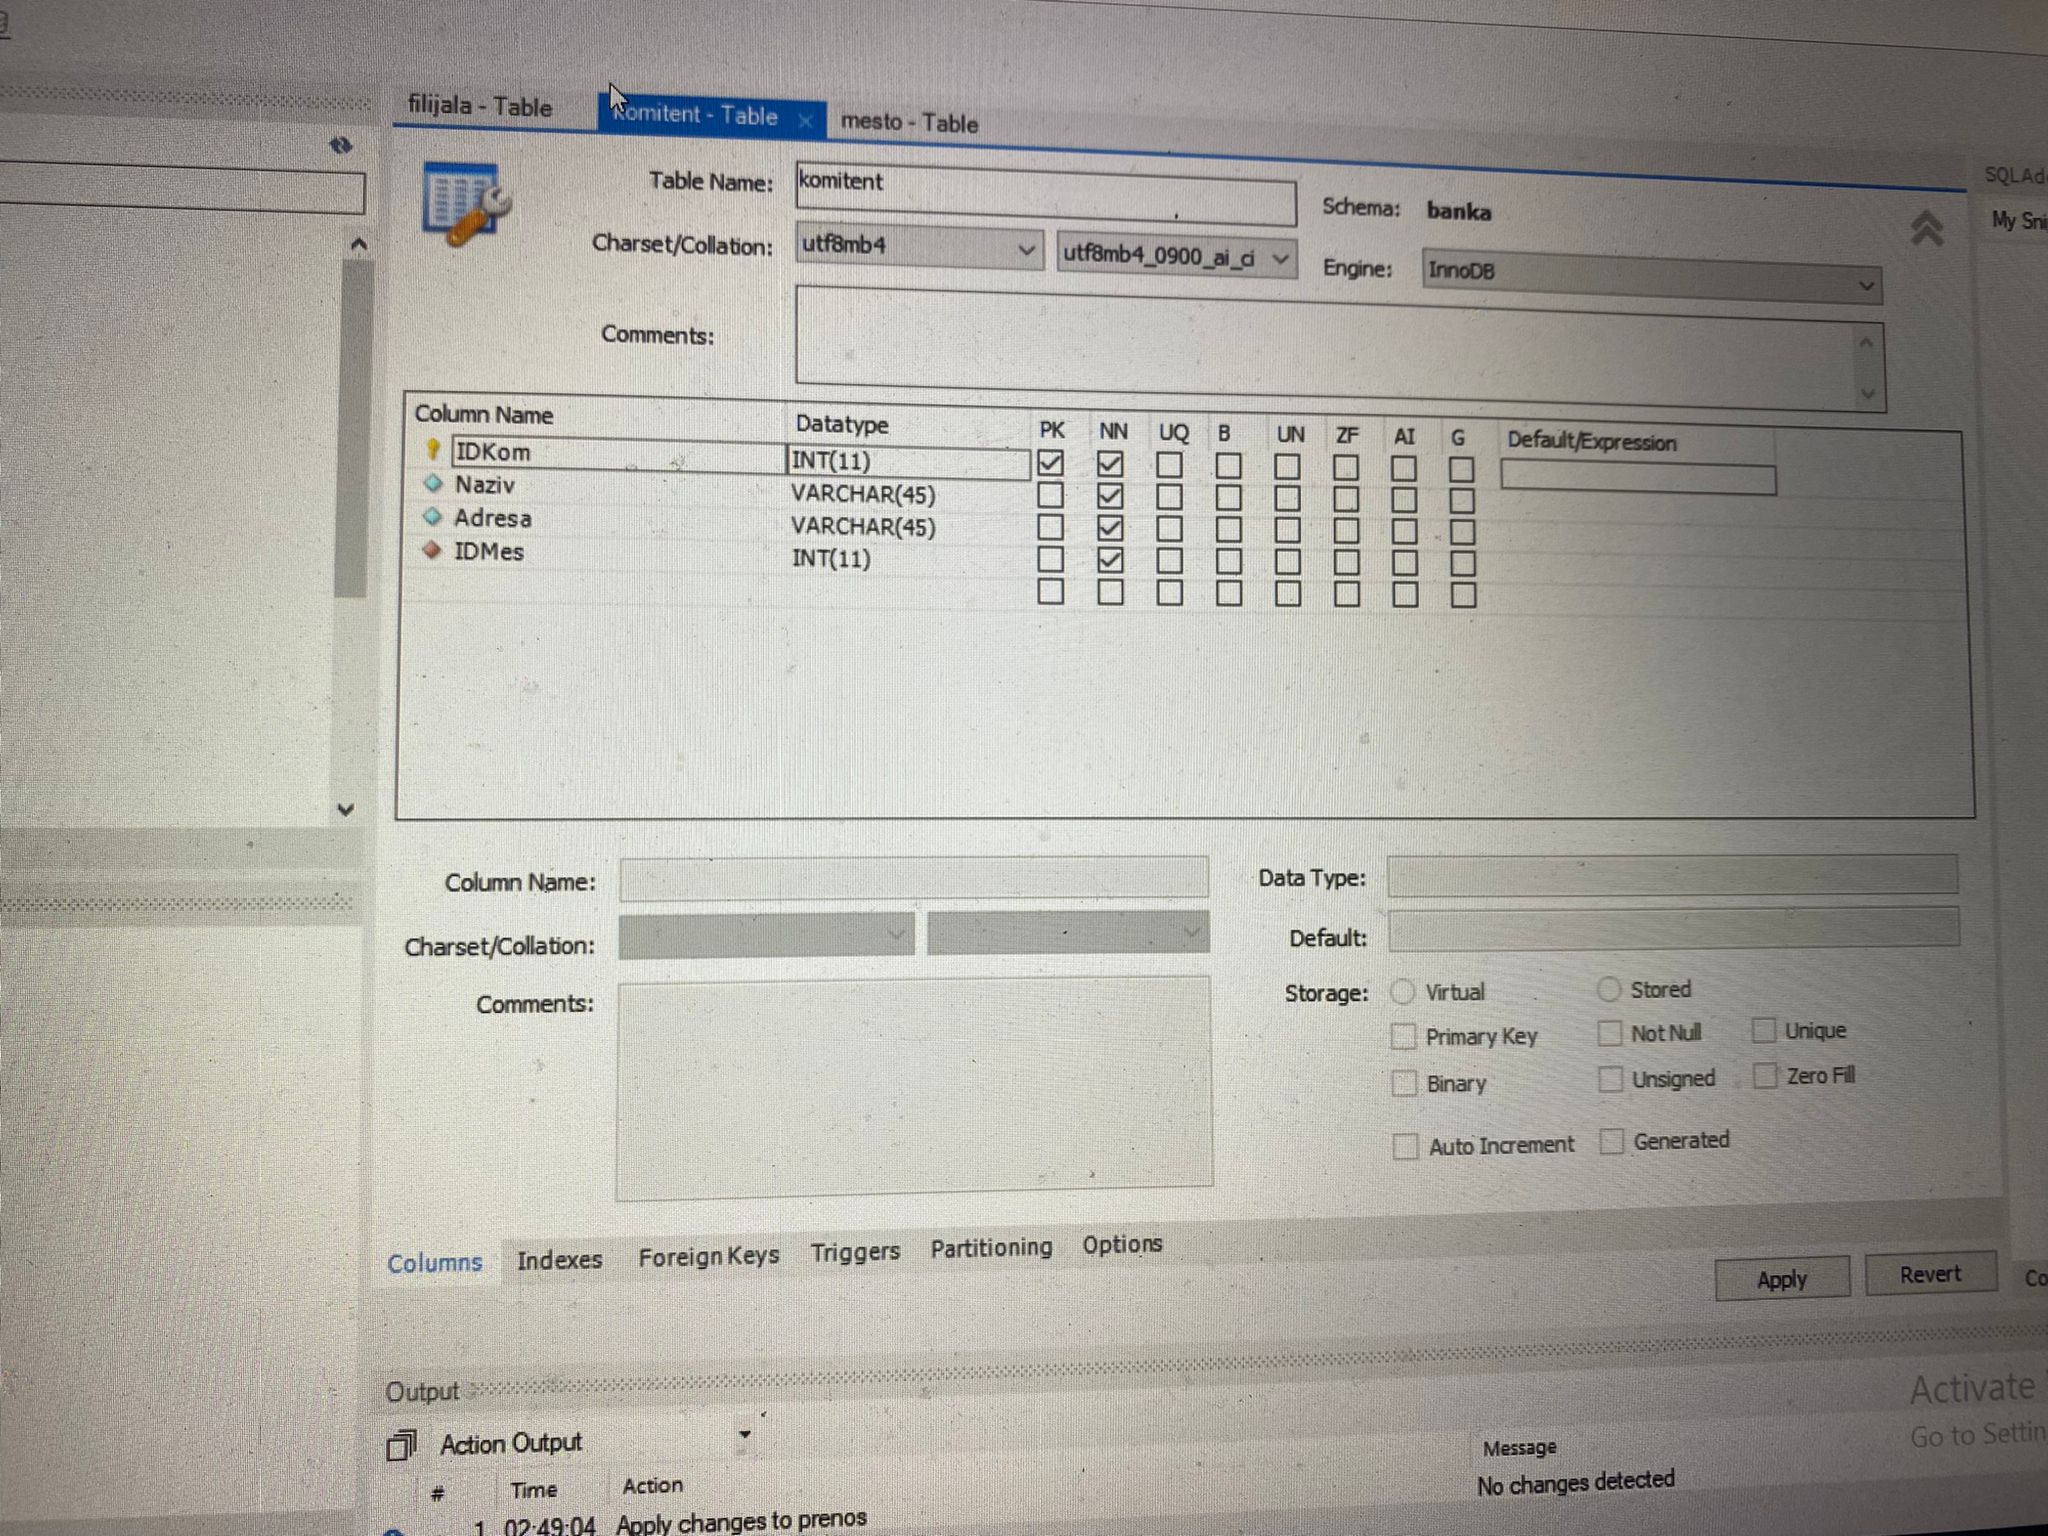 filijala - Table
komitent - Table
mesto - Table
Table Name:
komitent
Schema:
banka
Charset/Collation:
utf8mb4
utf8mb4_0900_ai_ci
Engine:
InnoDB
Comments:
Column Name
Datatype
PK
NN
UQ
B
UN
ZF
AI
G
Default/Expression
IDKom
INT(11)
Naziv
VARCHAR(45)
Adresa
VARCHAR(45)
IDMes
INT(11)
Column Name:
Data Type:
Charset/Collation:
Default:
Comments:
Storage:
Virtual
Stored
Primary Key
Not Null
Unique
Binary
Unsigned
Zero Fill
Auto Increment
Generated
Columns
Indexes
Foreign Keys
Triggers
Partitioning
Options
Apply
Revert
Output
Action Output
#
Time
Action
Message
1
02:49:04
Apply changes to prenos
No changes detected
My
Activate
Go to